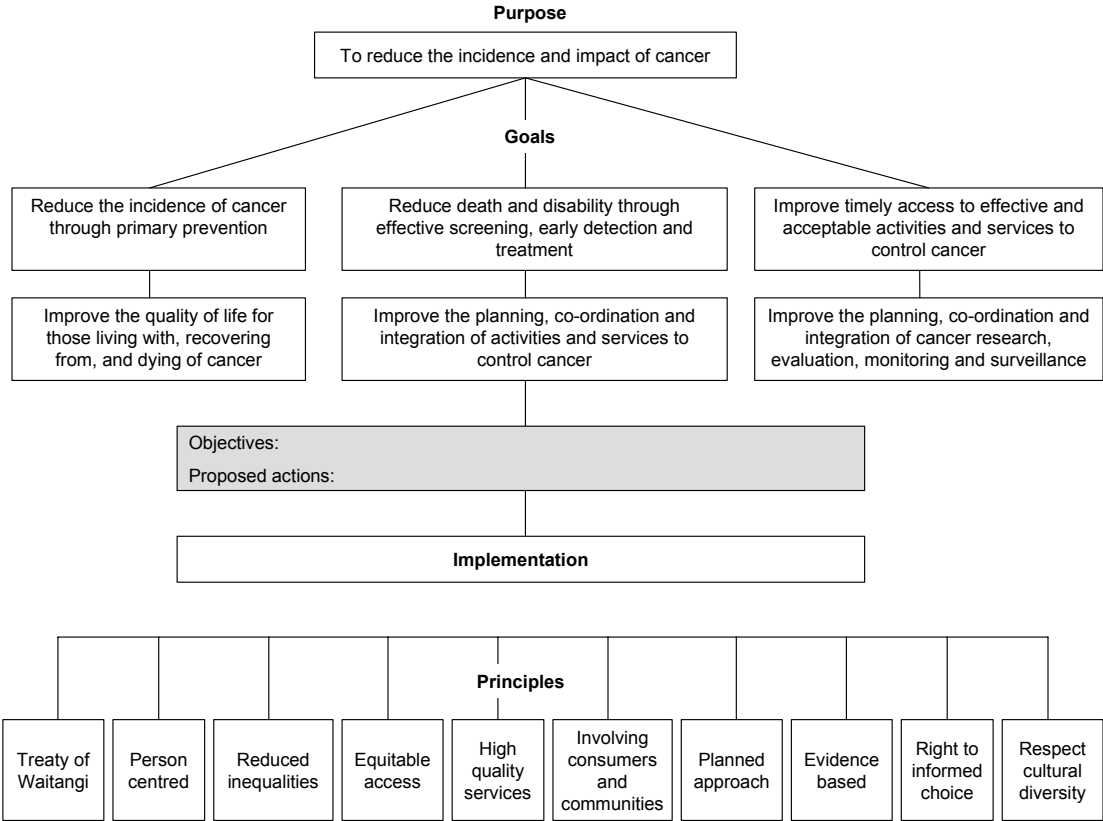 Purpose
To reduce the incidence and impact of cancer
Goals
Reduce the incidence of cancer
through primary prevention
Reduce death and disability through
effective screening, early detection and
treatment
Improve timely access to effective and
acceptable activities and services to
control cancer
Improve the quality of life for
those living with, recovering
from, and dying of cancer
Improve the planning, co-ordination and
integration of activities and services to
control cancer
Improve the planning, co-ordination and
integration of cancer research,
evaluation, monitoring and surveillance
Objectives:
Proposed actions:
Implementation
Principles
Treaty of
Waitangi
Person
centred
Reduced
inequalities
Equitable
access
High
quality
services
Involving
consumers
and
communities
Planned
approach
Evidence
based
Right to
informed
choice
Respect
cultural
diversity